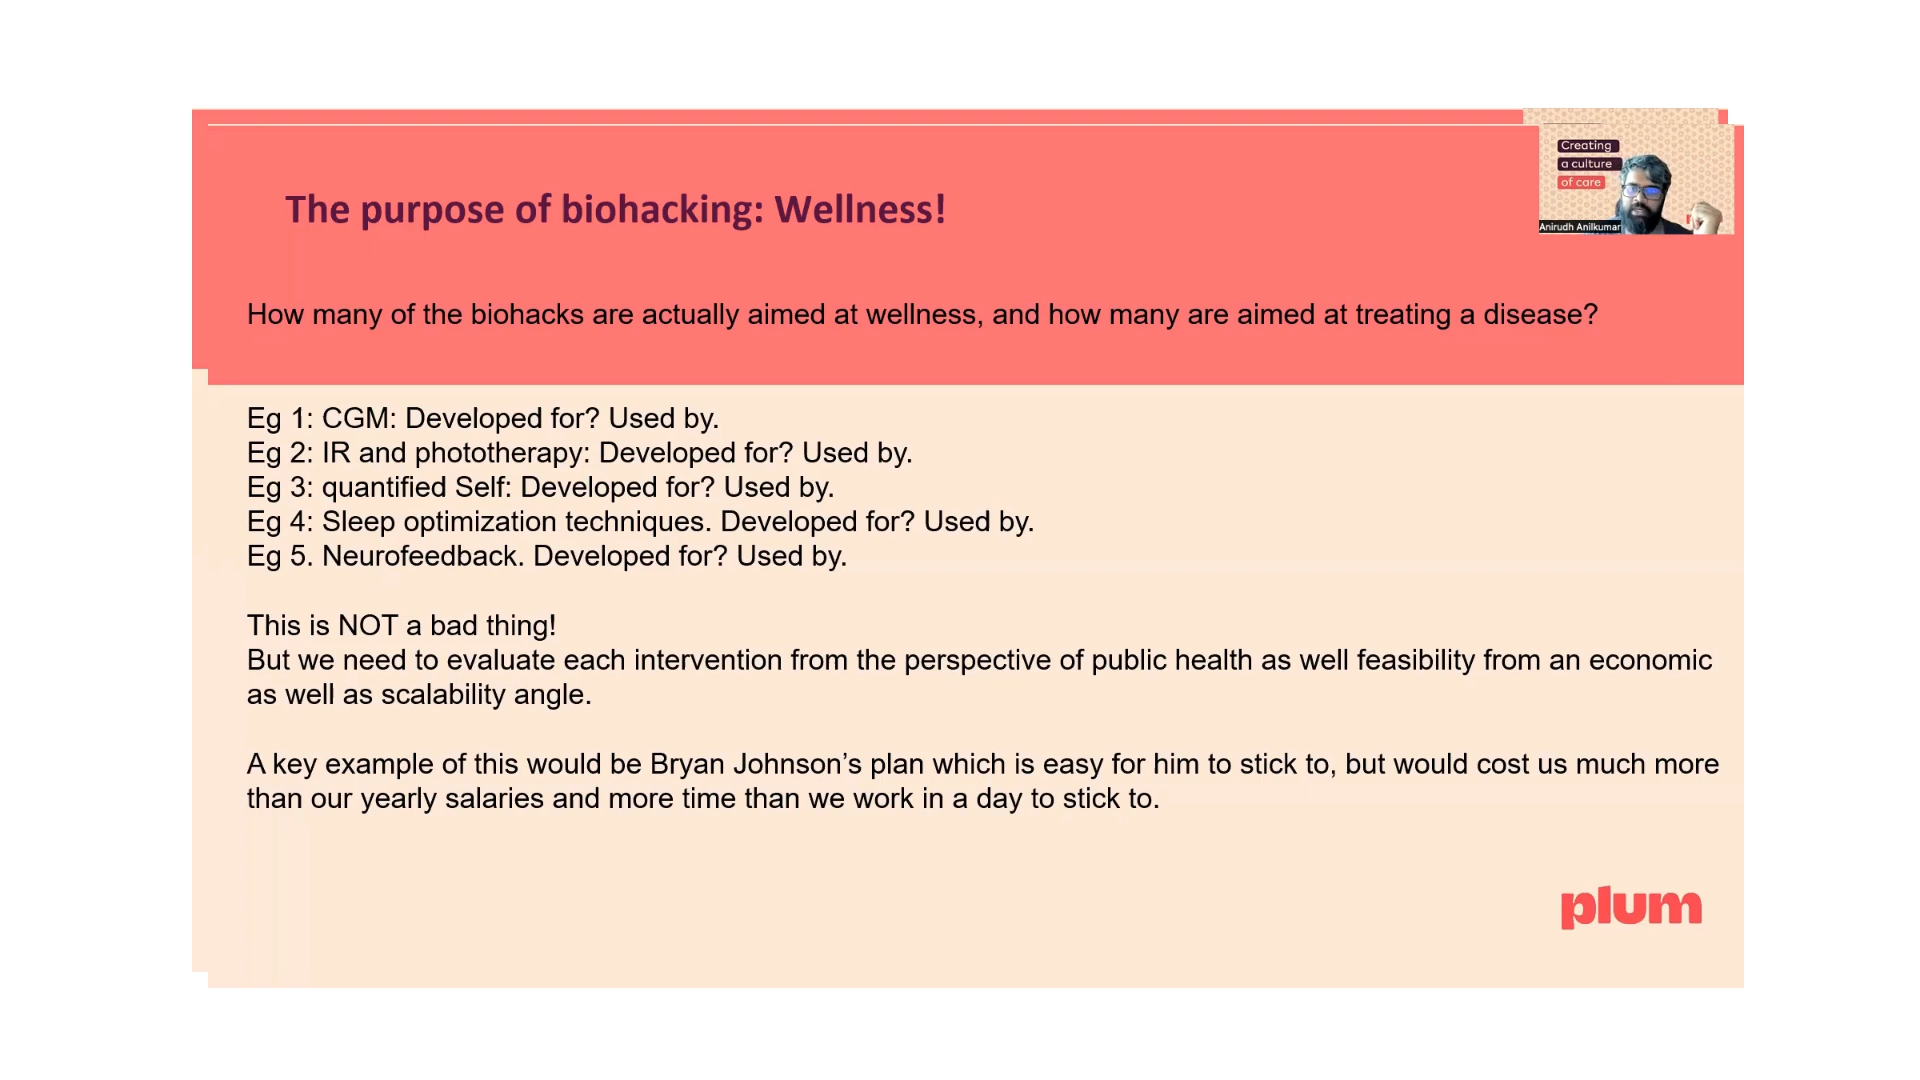 The purpose of biohacking: Wellness!
Creating
a culture
of care
Anirudh Anilkumar
How many of the biohacks are actually aimed at wellness, and how many are aimed at treating a disease?
Eg 1: CGM: Developed for? Used by.
Eg 2: IR and phototherapy: Developed for? Used by.
Eg 3: quantified Self: Developed for? Used by.
Eg 4: Sleep optimization techniques. Developed for? Used by.
Eg 5. Neurofeedback. Developed for? Used by.
This is NOT a bad thing!
But we need to evaluate each intervention from the perspective of public health as well feasibility from an economic
as well as scalability angle.
A key example of this would be Bryan Johnson’s plan which is easy for him to stick to, but would cost us much more
than our yearly salaries and more time than we work in a day to stick to.
plum